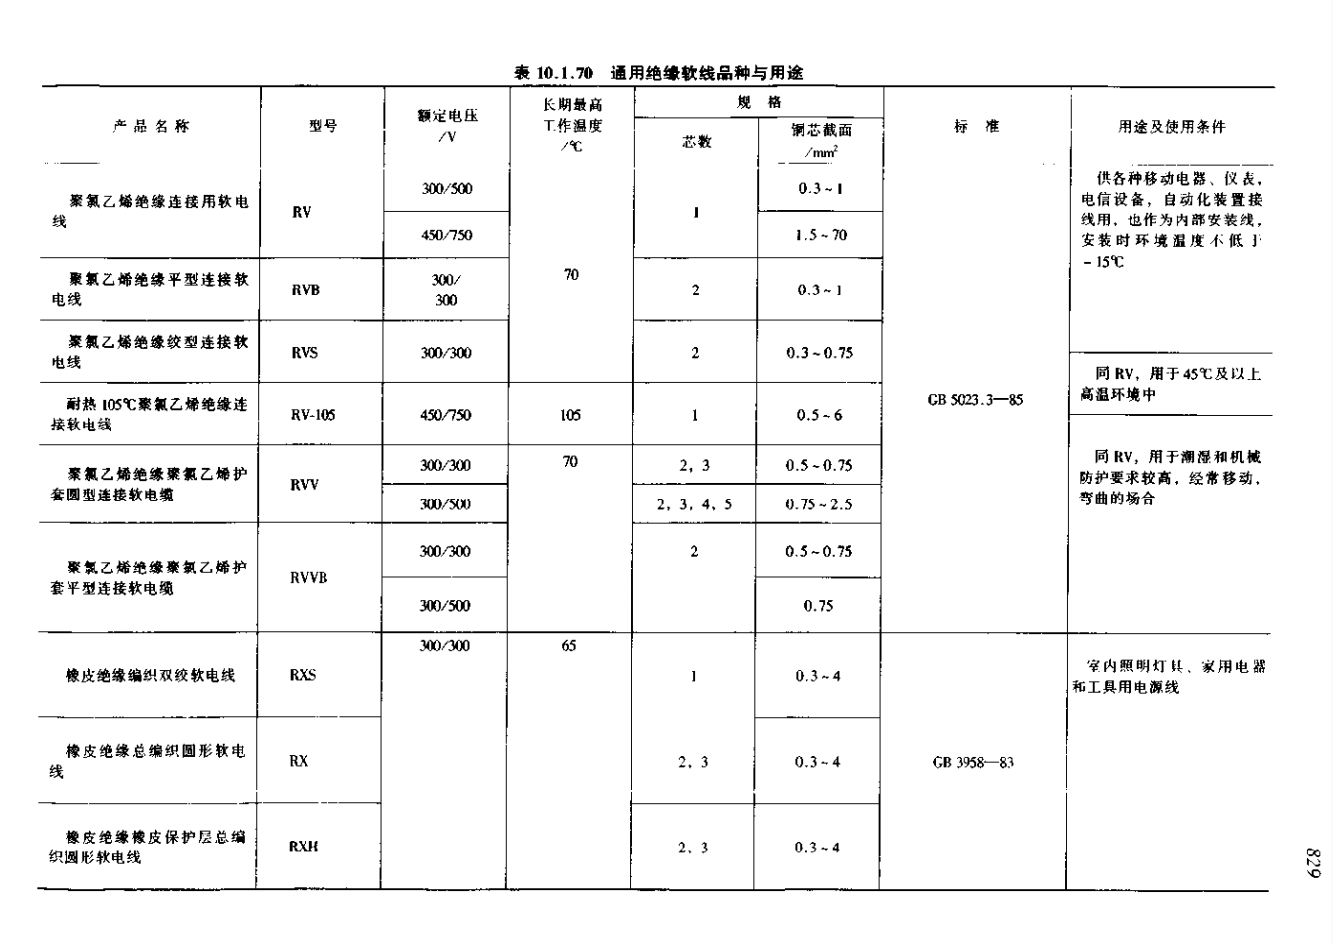 表 10.1.70 通用绝缘软线品种与用途
产品名称
型号
额定电压
/V
长期最高
工作温度
/℃
规 格
芯数
铜芯截面
/mm²
标 准
用途及使用条件
聚氯乙烯绝缘连接用软电
线
RV
300/500
450/750
70
1
0.3~1
1.5~70
GB 5023.3—85
供各种移动电器、仪表,
电信设备，自动化装置接
线用，也作为内部安装线,
安装时环境温度不低于
-15℃
聚氯乙烯绝缘平型连接软
电线
RVB
300/
300
2
0.3~1
聚氯乙烯绝缘绞型连接软
电线
RVS
300/300
2
0.3~0.75
同 RV，用于 45℃及以上
高温环境中
耐热 105℃聚氯乙烯绝缘连
接软电线
RV-105
450/750
105
1
0.5~6
聚氯乙烯绝缘聚氯乙烯护
套圆型连接软电缆
RVV
300/300
300/500
70
2，3
2，3，4，5
0.5~0.75
0.75~2.5
同 RV，用于潮湿和机械
防护要求较高，经常移动,
弯曲的场合
聚氯乙烯绝缘聚氯乙烯护
套平型连接软电缆
RVVB
300/300
300/500
2
0.5~0.75
0.75
橡皮绝缘编织双绞软电线
RXS
300/300
65
1
0.3~4
GB 3958—83
室内照明灯具、家用电器
和工具用电源线
橡皮绝缘总编织圆形软电
线
RX
2，3
0.3~4
橡皮绝缘橡皮保护层总编
织圆形软电线
RXH
2，3
0.3~4
829